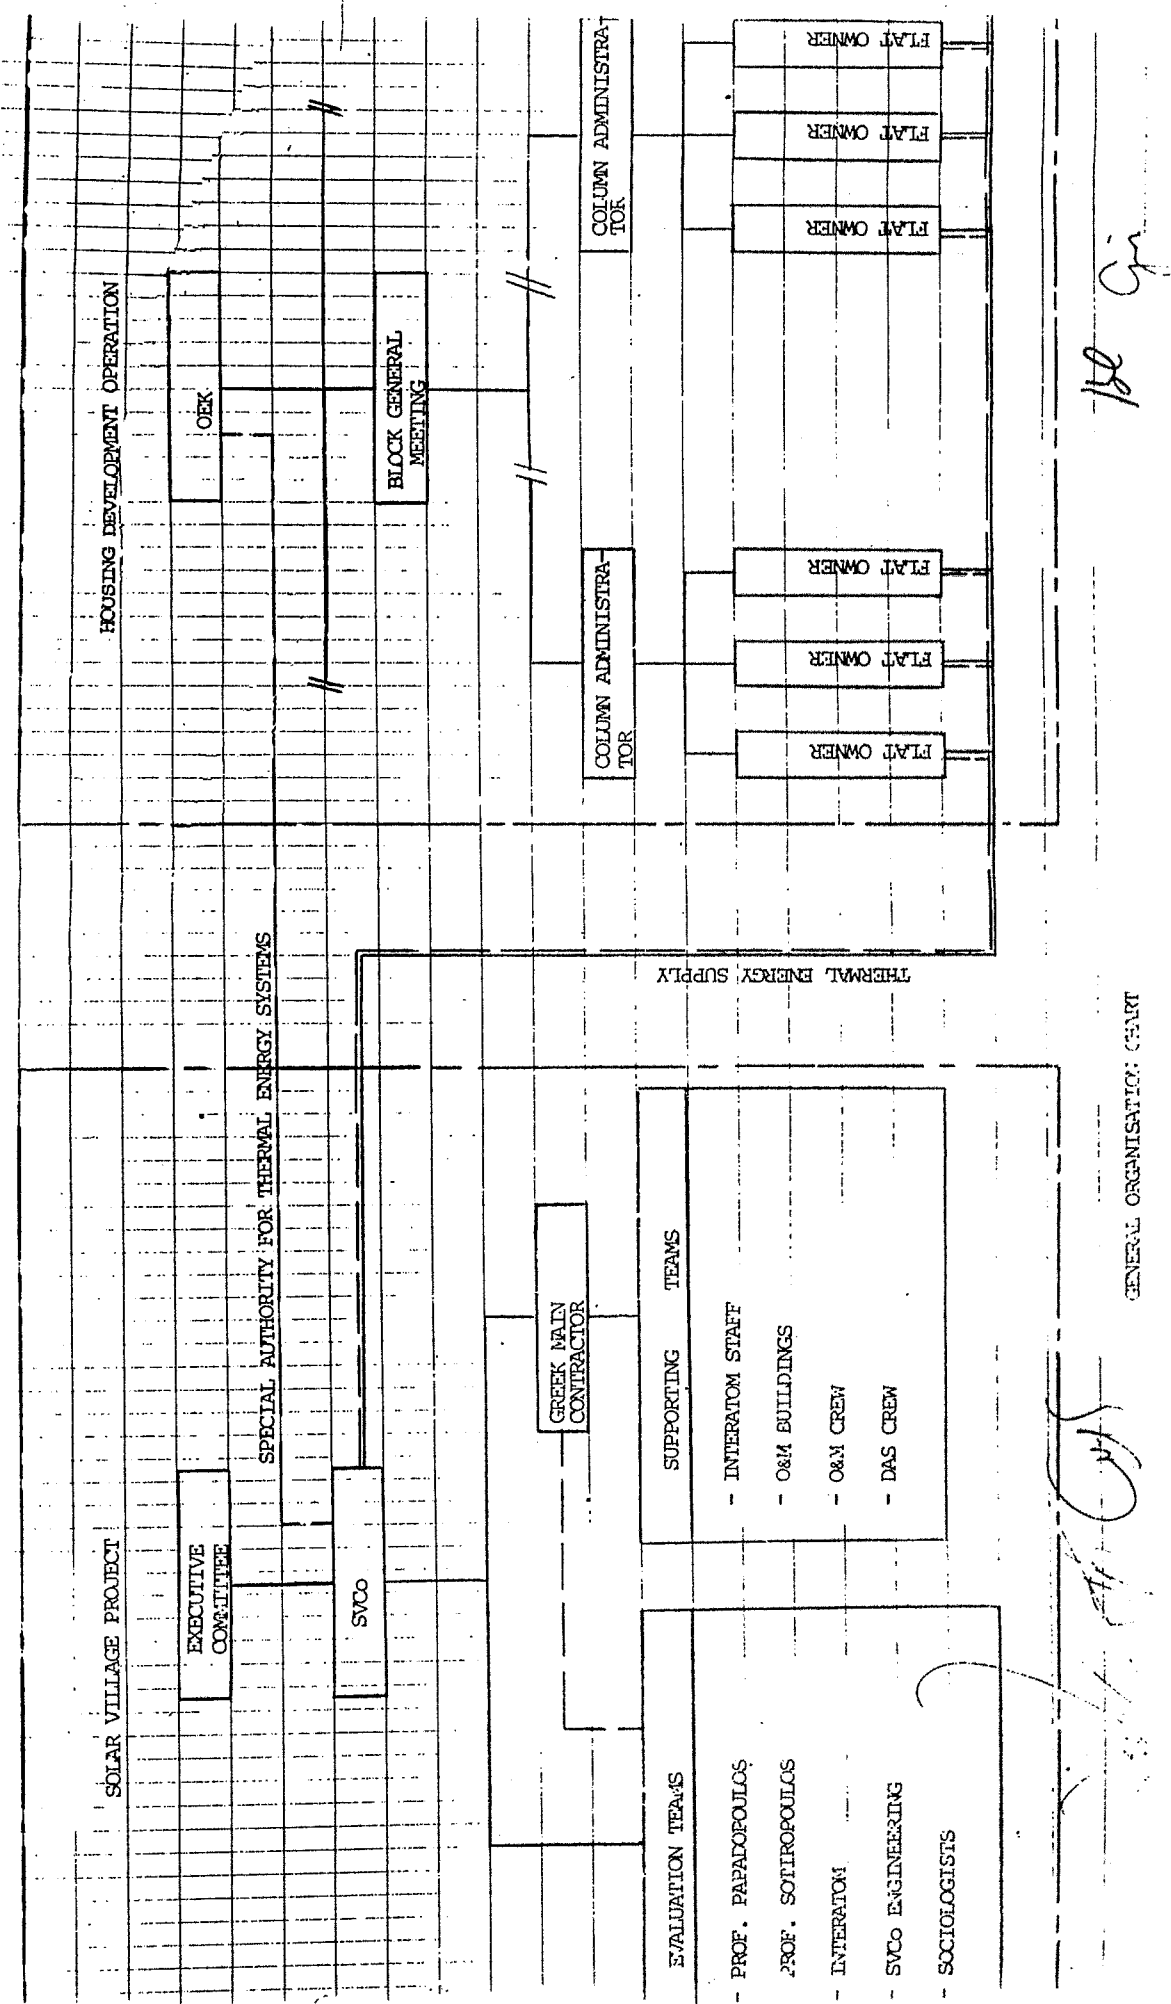 SOLAR VILLAGE PROJECT
HOUSING DEVELOPMENT OPERATION
EXECUTIVE
COMMITTEE
OEK
SPECIAL AUTHORITY FOR THERMAL ENERGY SYSTEMS
SVCo
BLOCK GENERAL
MEETING
GREEK MAIN
CONTRACTOR
COLUMN ADMINISTRA-
TOR
COLUMN ADMINISTRA-
TOR
EVALUATION TEAMS
- PROF. PAPADOPOULOS
- PROF. SOTIROPOULOS
- INTERATOM
- SVCo ENGINEERING
- SOCIOLOGISTS
SUPPORTING TEAMS
- INTERATOM STAFF
- O&M BUILDINGS
- O&M CREW
- DAS CREW
THERMAL ENERGY SUPPLY
FLAT OWNER
FLAT OWNER
FLAT OWNER
FLAT OWNER
FLAT OWNER
FLAT OWNER
GENERAL ORGANISATION CHART